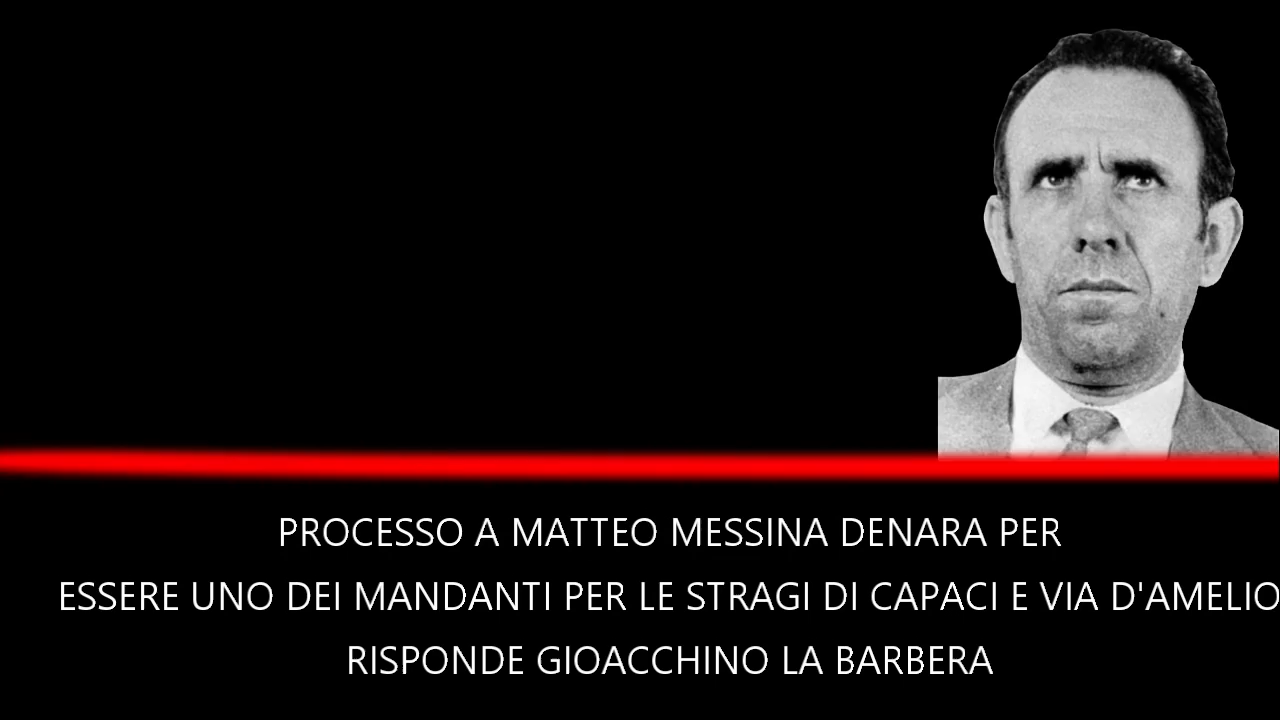 PROCESSO A MATTEO MESSINA DENARA PER
ESSERE UNO DEI MANDANTI PER LE STRAGI DI CAPACI E VIA D'AMELIO
RISPONDE GIOACCHINO LA BARBERA